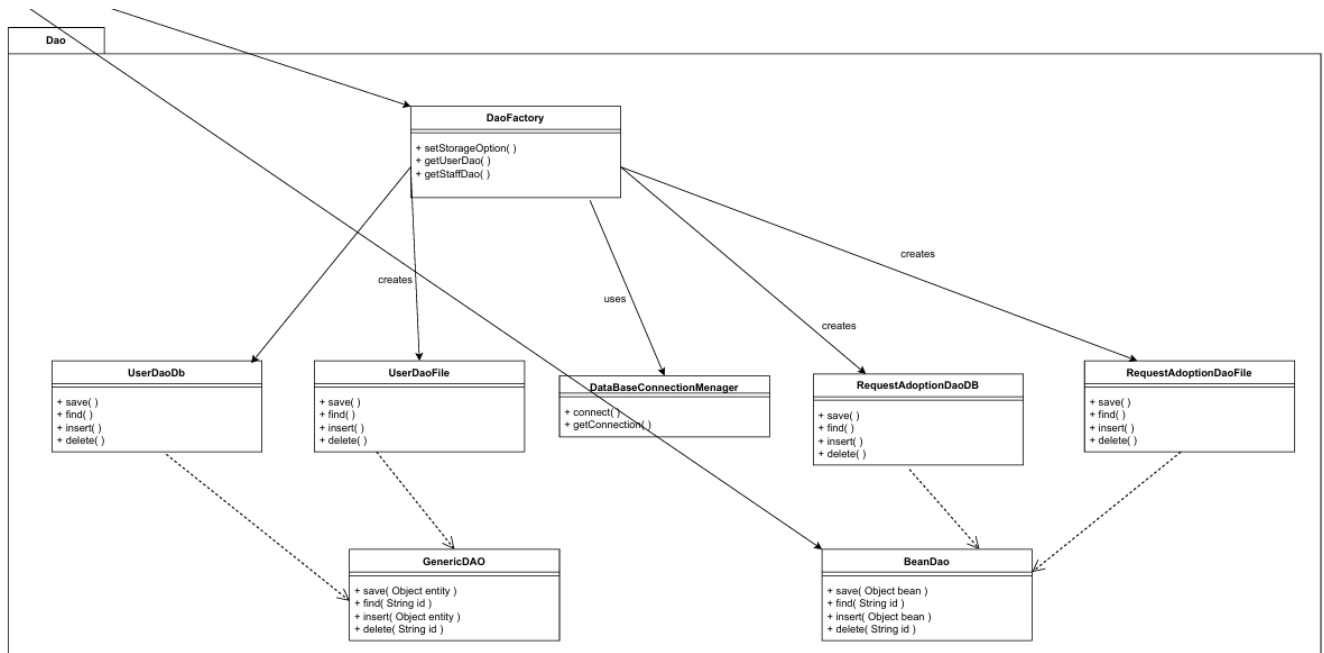 Dao
DaoFactory
+ setStorageOption( )
+ getUserDao( )
+ getStaffDao( )
creates
uses
creates
creates
UserDaoDb
+ save( )
+ find( )
+ insert( )
+ delete( )
UserDaoFile
+ save( )
+ find( )
+ insert( )
+ delete( )
DataBaseConnectionMenager
+ connect( )
+ getConnection( )
RequestAdoptionDaoDB
+ save( )
+ find( )
+ insert( )
+ delete( )
RequestAdoptionDaoFile
+ save( )
+ find( )
+ insert( )
+ delete( )
GenericDAO
+ save( Object entity )
+ find( String id )
+ insert( Object entity )
+ delete( String id )
BeanDao
+ save( Object bean )
+ find( String id )
+ insert( Object bean )
+ delete( String id )